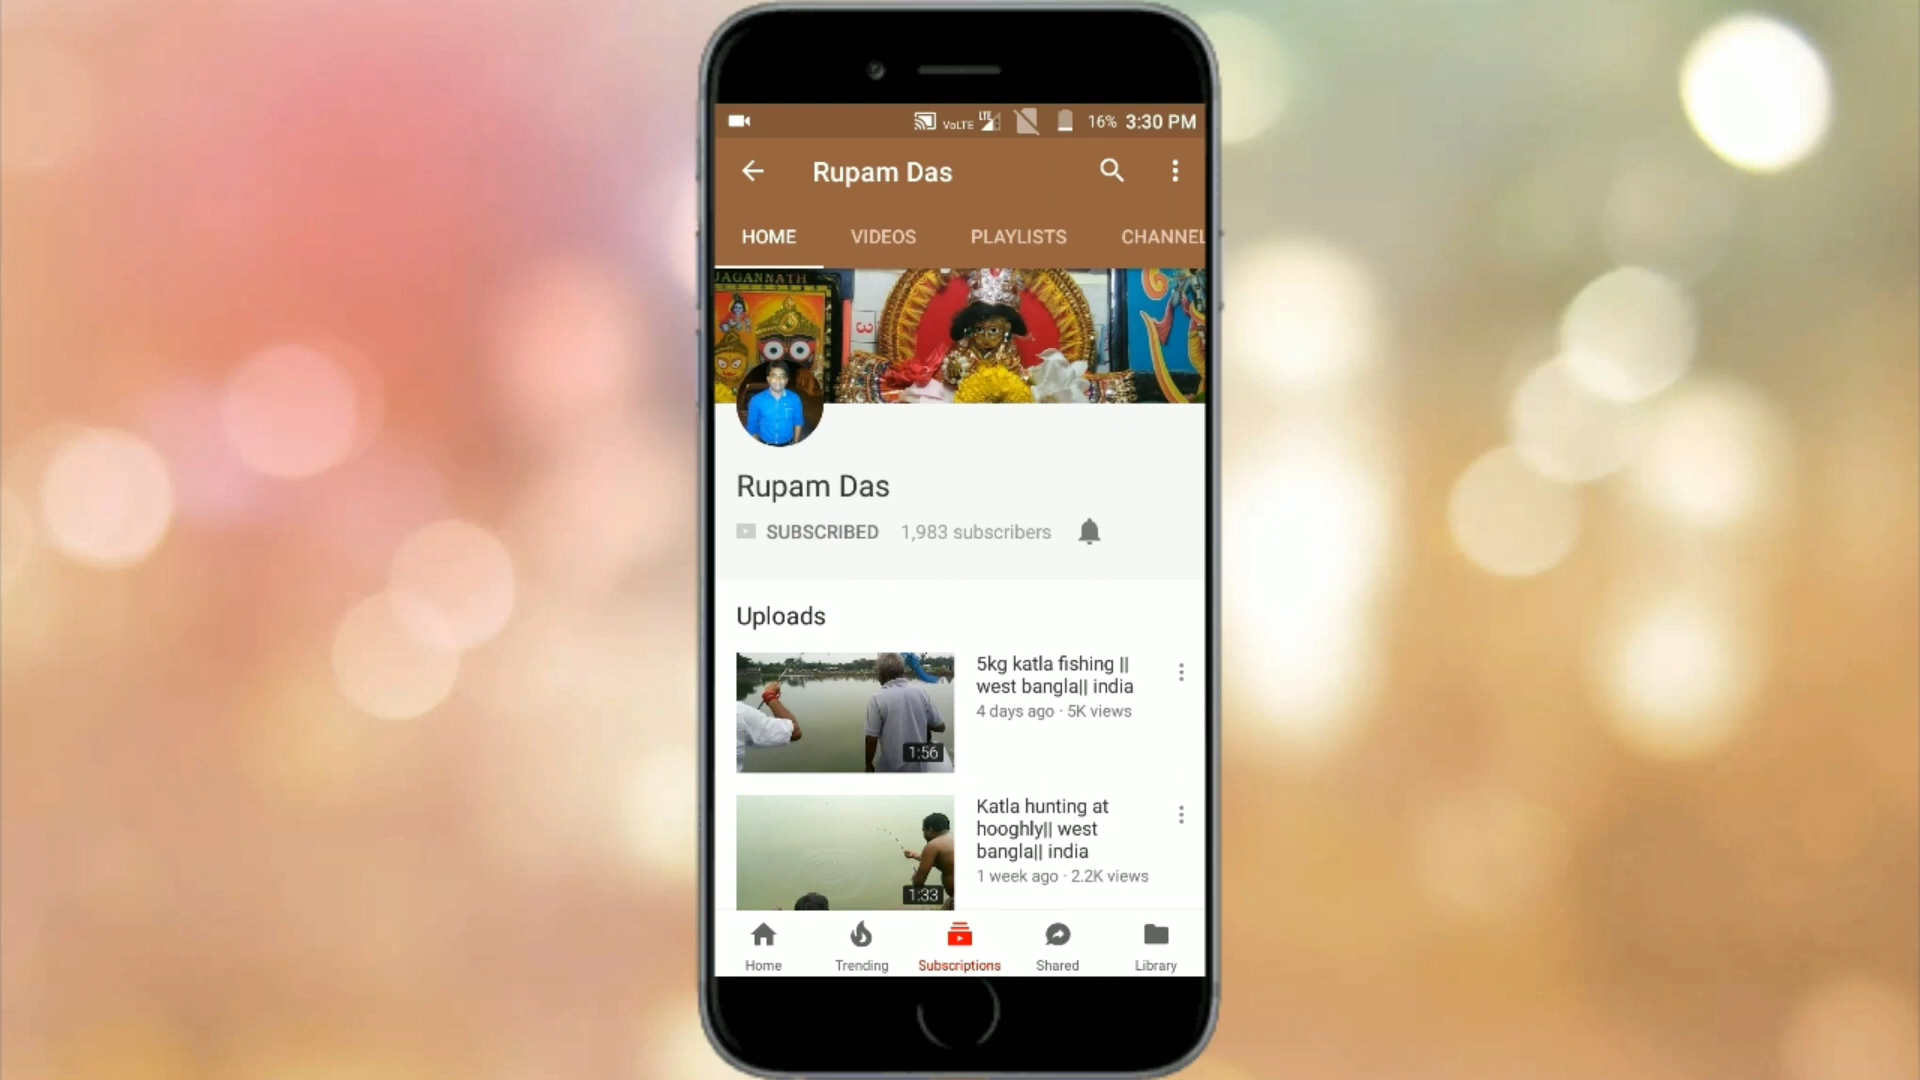 VoLTE LTE 16% 3:30 PM
Rupam Das
HOME VIDEOS PLAYLISTS CHANNEL
JAGANNATH
Rupam Das
SUBSCRIBED 1,983 subscribers
Uploads
5kg katla fishing ||
west bangla|| india
4 days ago · 5K views
1:56
Katla hunting at
hooghly|| west
bangla|| india
1 week ago · 2.2K views
1:33
Home Trending Subscriptions Shared Library